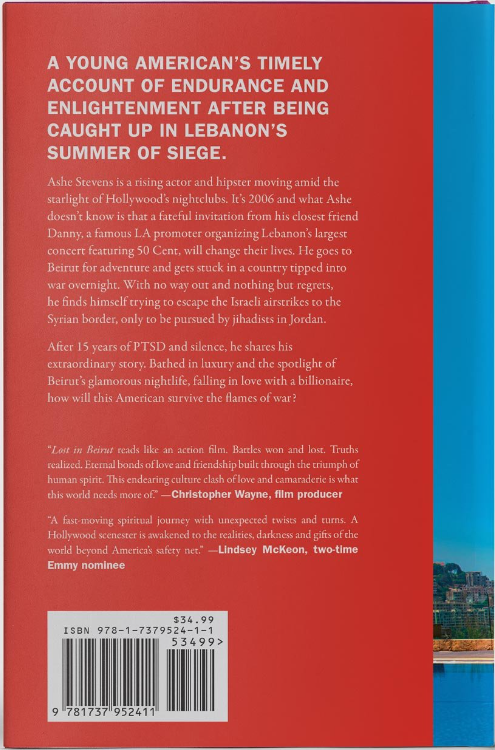 A YOUNG AMERICAN'S TIMELY
ACCOUNT OF ENDURANCE AND
ENLIGHTENMENT AFTER BEING
CAUGHT UP IN LEBANON'S
SUMMER OF SIEGE.
Ashe Stevens is a rising actor and hipster moving amid the
starlight of Hollywood's nightclubs. It's 2006 and what Ashe
doesn't know is that a fateful invitation from his closest friend
Danny, a famous LA promoter organizing Lebanon's largest
concert featuring 50 Cent, will change their lives. He goes to
Beirut for adventure and gets stuck in a country tipped into
war overnight. With no way out and nothing but regrets,
he finds himself trying to escape the Israeli airstrikes to the
Syrian border, only to be pursued by jihadists in Jordan.
After 15 years of PTSD and silence, he shares his
extraordinary story. Bathed in luxury and the spotlight of
Beirut's glamorous nightlife, falling in love with a billionaire,
how will this American survive the flames of war?
"Lost in Beirut reads like an action film. Battles won and lost. Truths
realized. Eternal bonds of love and friendship built through the triumph of
human spirit. This endearing culture clash of love and camaraderie is what
this world needs more of." —Christopher Wayne, film producer
"A fast-moving spiritual journey with unexpected twists and turns. A
Hollywood scenester is awakened to the realities, darkness and gifts of the
world beyond America's safety net." —Lindsey McKeon, two-time
Emmy nominee
$34.99
ISBN 978-1-7379524-1-1
53499>
9 781737 952411